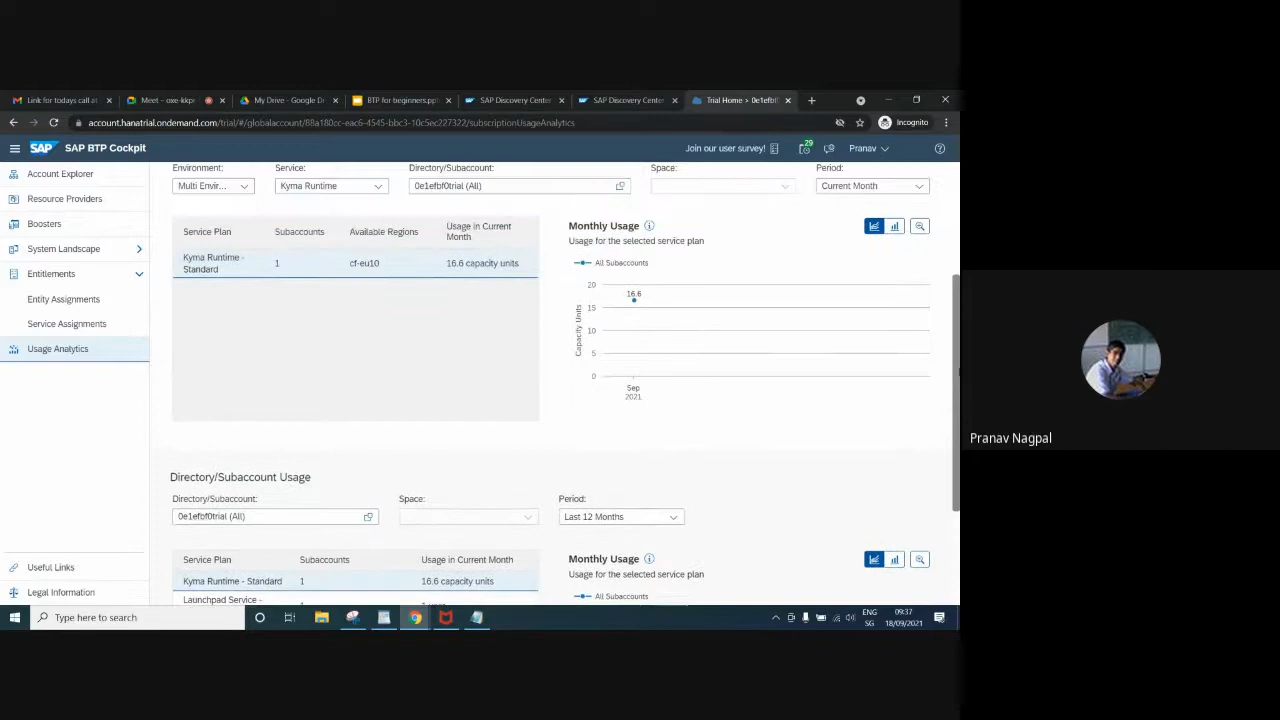 Link for todays call at
Meet – oxe-kkp
My Drive - Google Dr
BTP for beginners.ppt
SAP Discovery Center
SAP Discovery Center
Trial Home > 0e1efbf
account.hanatrial.ondemand.com/trial/#/globalaccount/88a180cc-eac6-4545-bbc3-10c5ec227322/subscriptionUsageAnalytics
Incognito
SAP
SAP BTP Cockpit
Join our user survey!
29
Pranav
Account Explorer
Resource Providers
Boosters
System Landscape
Entitlements
Entity Assignments
Service Assignments
Usage Analytics
Useful Links
Legal Information
Environment:
Service:
Directory/Subaccount:
Space:
Period:
Multi Envir...
Kyma Runtime
0e1efbf0trial (All)
Current Month
Service Plan
Subaccounts
Available Regions
Usage in Current
Month
Kyma Runtime -
Standard
1
cf-eu10
16.6 capacity units
Monthly Usage
Usage for the selected service plan
All Subaccounts
Capacity Units
20
15
10
5
0
16.6
Sep
2021
Directory/Subaccount Usage
Directory/Subaccount:
Space:
Period:
0e1efbf0trial (All)
Last 12 Months
Service Plan
Subaccounts
Usage in Current Month
Kyma Runtime - Standard
1
16.6 capacity units
Launchpad Service -
Monthly Usage
Usage for the selected service plan
All Subaccounts
Type here to search
ENG
SG
09:37
18/09/2021
Pranav Nagpal